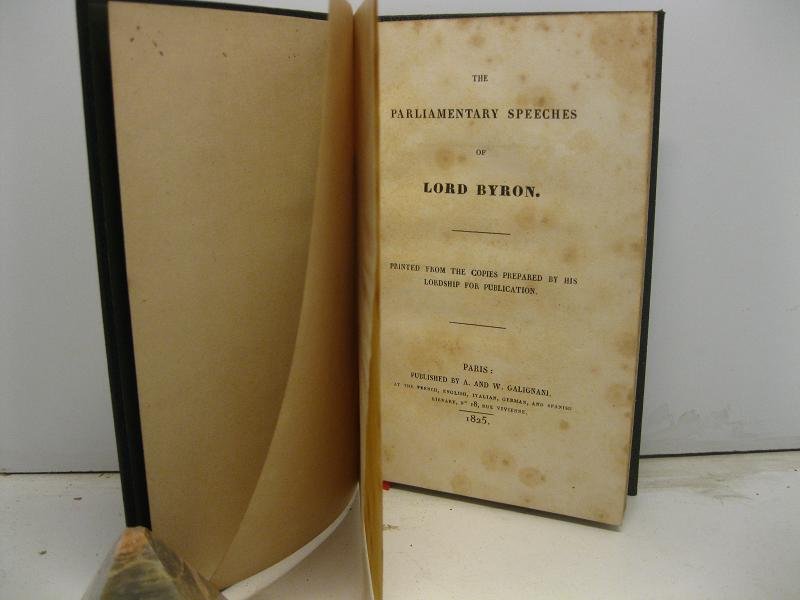 THE
PARLIAMENTARY SPEECHES
OF
LORD BYRON.
PRINTED FROM THE COPIES PREPARED BY HIS
LORDSHIP FOR PUBLICATION.
PARIS:
PUBLISHED BY A. AND W. GALIGNANI,
AT THE FRENCH, ENGLISH, ITALIAN, GERMAN, AND SPANISH
LIBRARY, Nº 18, RUE VIVIENNE.
1825.